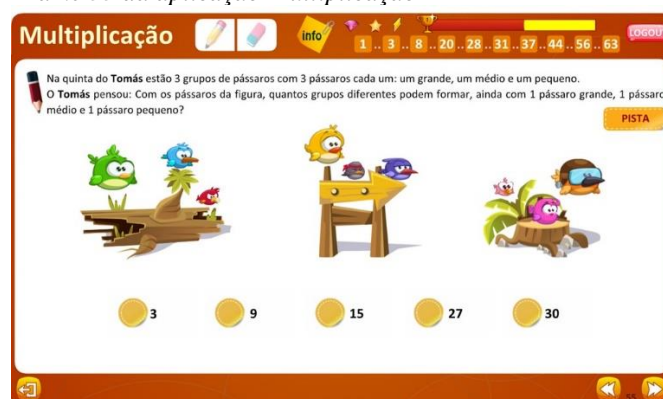 Multiplicação
info
1 .. 3 .. 8 .. 20 .. 28 .. 31 .. 37 .. 44 .. 56 .. 63
LOGOU
Na quinta do Tomás estão 3 grupos de pássaros com 3 pássaros cada um: um grande, um médio e um pequeno.
O Tomás pensou: Com os pássaros da figura, quantos grupos diferentes podem formar, ainda com 1 pássaro grande, 1 pássaro
médio e 1 pássaro pequeno?
PISTA
3 9 15 27 30
55